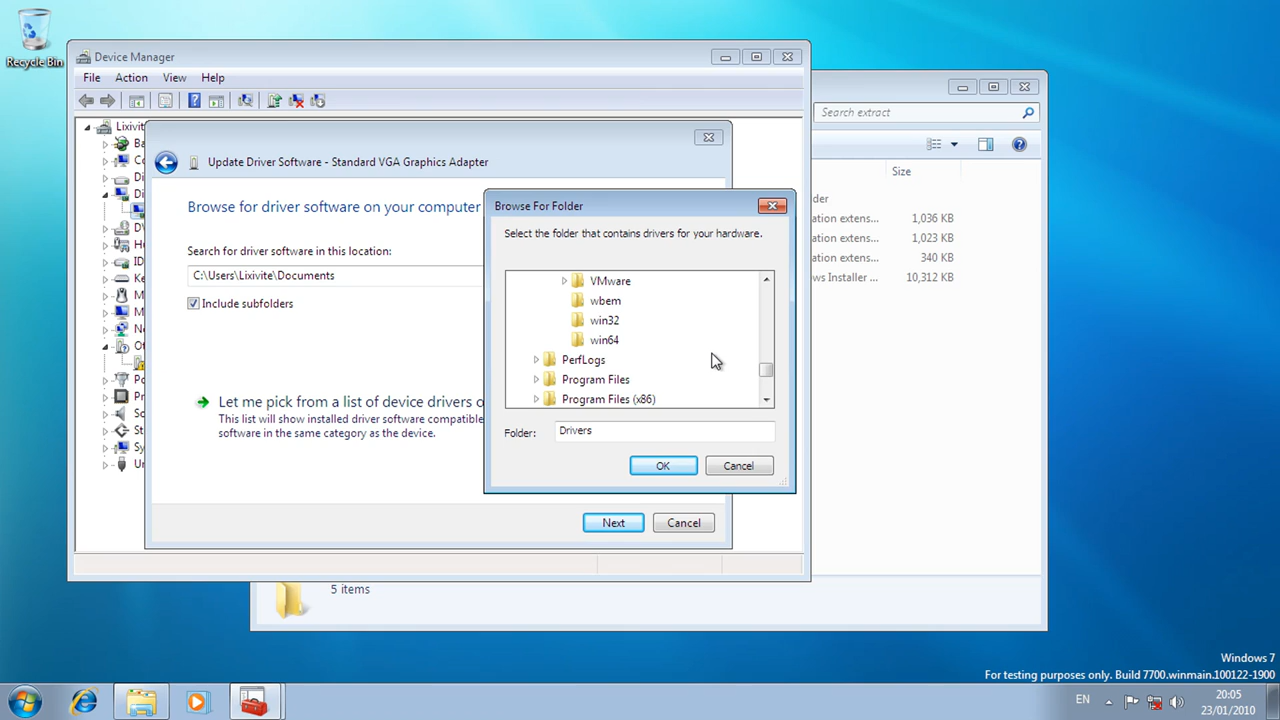 Recycle Bin
Device Manager
File Action View Help
Lixivite
Update Driver Software - Standard VGA Graphics Adapter
Browse for driver software on your computer
Search for driver software in this location:
C:\Users\Lixivite\Documents
Include subfolders
Let me pick from a list of device drivers o
This list will show installed driver software compatible
software in the same category as the device.
Next Cancel
Browse For Folder
Select the folder that contains drivers for your hardware.
VMware
wbem
win32
win64
PerfLogs
Program Files
Program Files (x86)
Folder: Drivers
OK Cancel
Search extract
Size
der
ation extens... 1,036 KB
ation extens... 1,023 KB
ation extens... 340 KB
ws Installer ... 10,312 KB
5 items
Windows 7
For testing purposes only. Build 7700.winmain.100122-1900
EN
20:05
23/01/2010